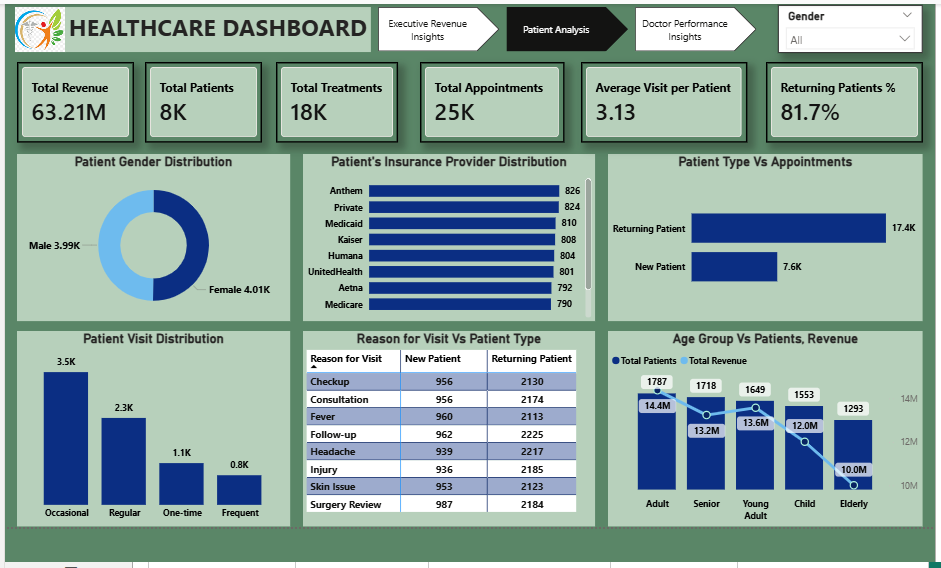 HEALTHCARE DASHBOARD
Executive Revenue
Insights
Patient Analysis
Doctor Performance
Insights
Gender
All
Total Revenue
63.21M
Total Patients
8K
Total Treatments
18K
Total Appointments
25K
Average Visit per Patient
3.13
Returning Patients %
81.7%
Patient Gender Distribution
Male 3.99K
Female 4.01K
Patient's Insurance Provider Distribution
Anthem 826
Private 824
Medicaid 810
Kaiser 808
Humana 804
UnitedHealth 801
Aetna 792
Medicare 790
Patient Type Vs Appointments
Returning Patient 17.4K
New Patient 7.6K
Patient Visit Distribution
3.5K
2.3K
1.1K
0.8K
Occasional Regular One-time Frequent
Reason for Visit Vs Patient Type
Reason for Visit New Patient Returning Patient
Checkup 956 2130
Consultation 956 2174
Fever 960 2113
Follow-up 962 2225
Headache 939 2217
Injury 936 2185
Skin Issue 953 2123
Surgery Review 987 2184
Age Group Vs Patients, Revenue
Total Patients Total Revenue
1787 1718 1649 1553 1293
14.4M 13.2M 13.6M 12.0M 10.0M
14M
12M
10M
Adult Senior Young Child Elderly
Adult